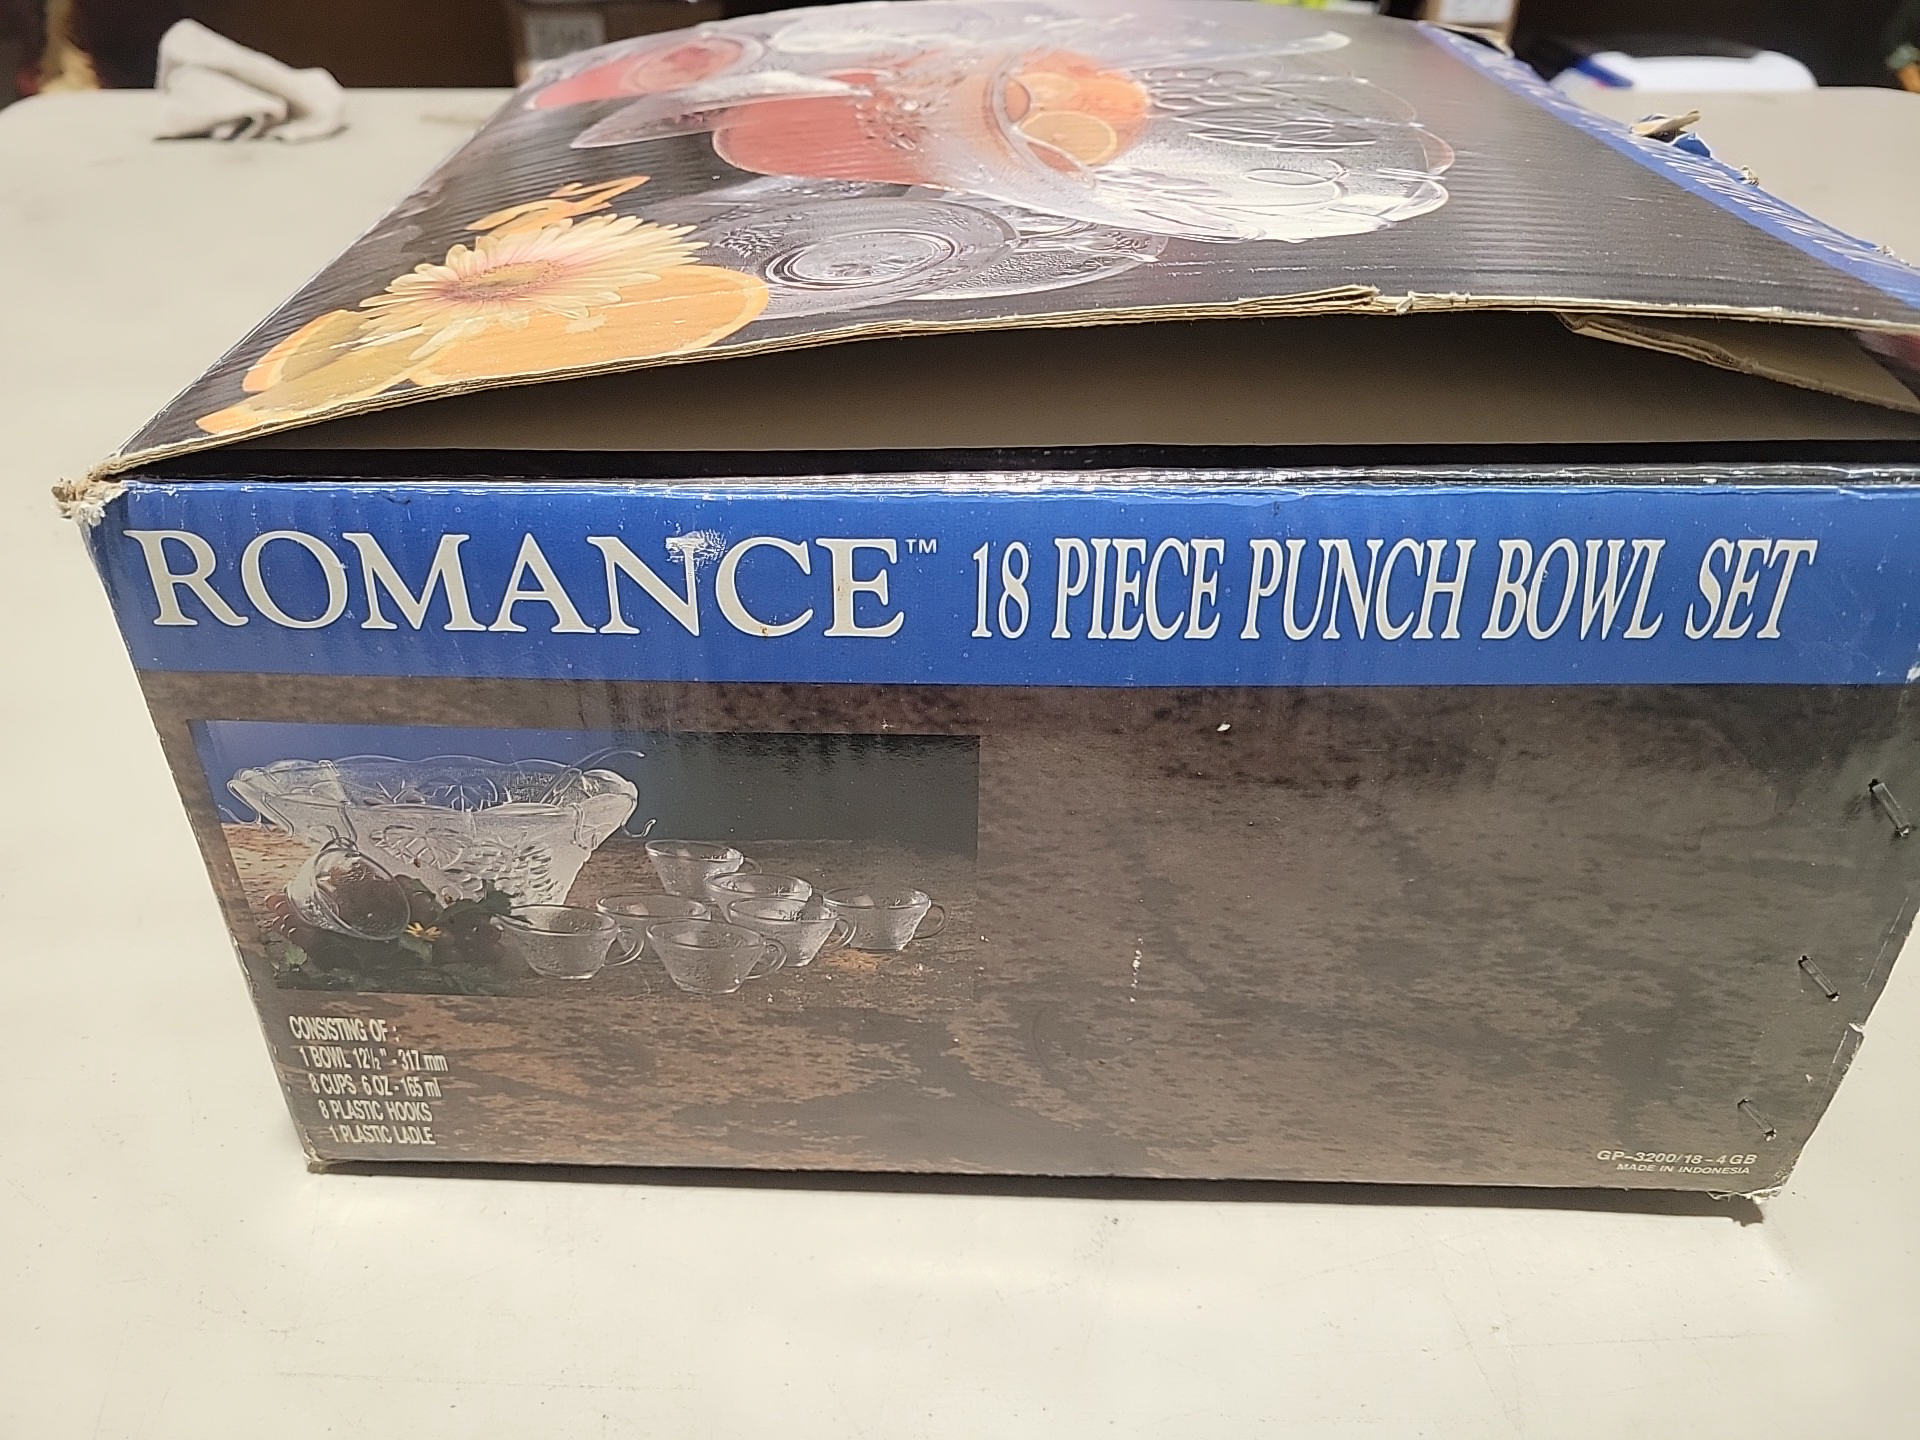 ROMANCE™ 18 PIECE PUNCH BOWL SET
CONSISTING OF :
1 BOWL 12½" - 317 mm
8 CUPS 6 OZ - 165 ml
8 PLASTIC HOOKS
1 PLASTIC LADLE
GP-3200/18-4 GB
MADE IN INDONESIA